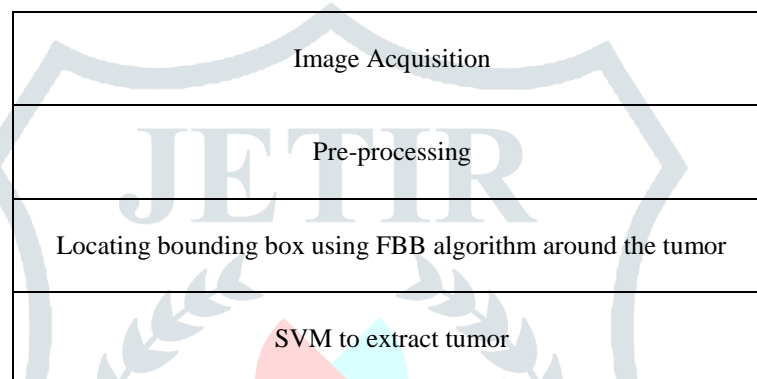 Image Acquisition
Pre-processing
JETIR
Locating bounding box using FBB algorithm around the tumor
SVM to extract tumor